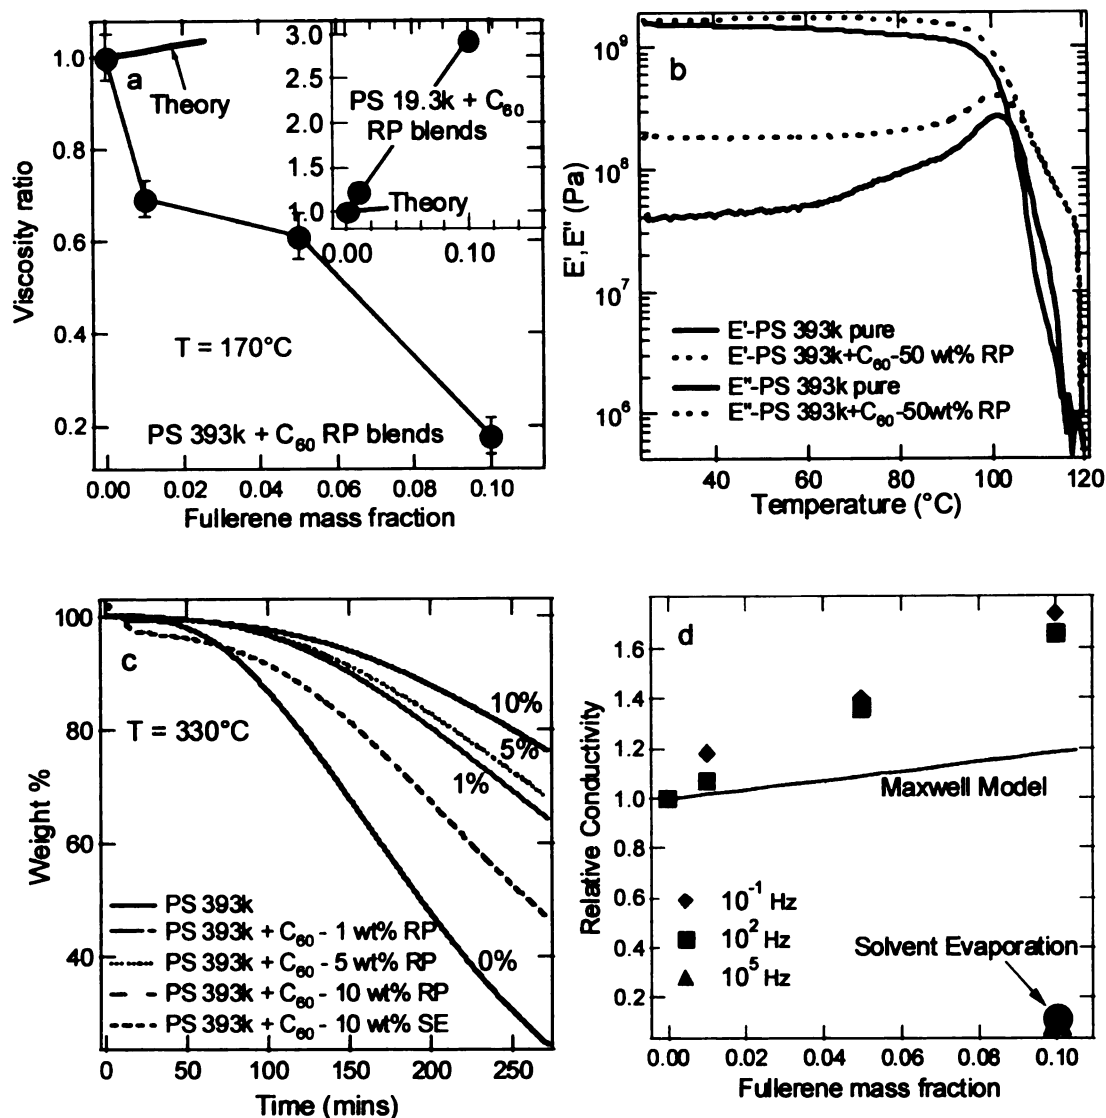 a
Viscosity ratio
1.0
0.8
0.6
0.4
0.2
Theory
3.0
2.5
2.0
1.5
1.0
PS 19.3k + C₆₀
RP blends
Theory
0.00
0.10
T = 170°C
PS 393k + C₆₀ RP blends
0.00 0.02 0.04 0.06 0.08 0.10
Fullerene mass fraction
b
E', E" (Pa)
10⁹
10⁸
10⁷
10⁶
E'-PS 393k pure
E'-PS 393k+C₆₀-50 wt% RP
E"-PS 393k pure
E"-PS 393k+C₆₀-50wt% RP
40 60 80 100 120
Temperature (°C)
c
Weight %
100
80
60
40
T = 330°C
10%
5%
1%
0%
PS 393k
PS 393k + C₆₀ - 1 wt% RP
PS 393k + C₆₀ - 5 wt% RP
PS 393k + C₆₀ - 10 wt% RP
PS 393k + C₆₀ - 10 wt% SE
0 50 100 150 200 250
Time (mins)
d
Relative Conductivity
1.6
1.4
1.2
1.0
0.8
0.6
0.4
0.2
Maxwell Model
10⁻¹ Hz
10² Hz
10⁵ Hz
Solvent Evaporation
0.00 0.02 0.04 0.06 0.08 0.10
Fullerene mass fraction